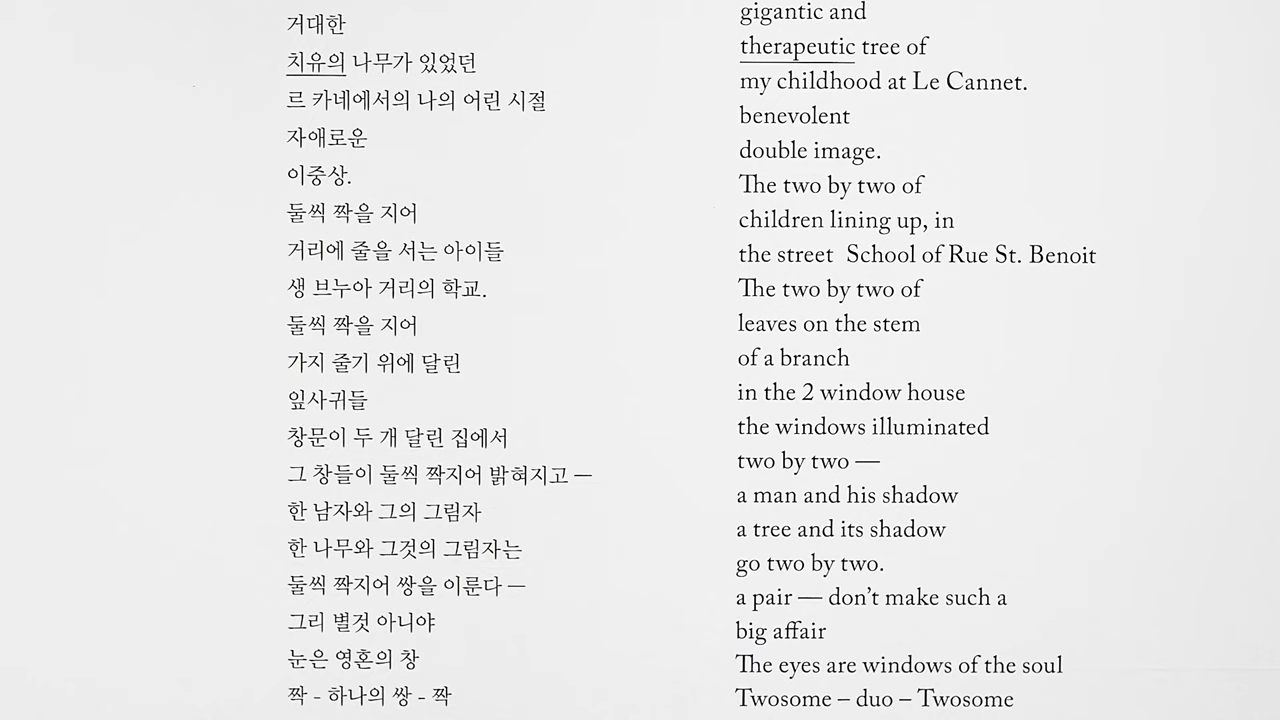 거대한
치유의 나무가 있었던
르 카네에서의 나의 어린 시절
자애로운
이중상.
둘씩 짝을 지어
거리에 줄을 서는 아이들
생 브누아 거리의 학교.
둘씩 짝을 지어
가지 줄기 위에 달린
잎사귀들
창문이 두 개 달린 집에서
그 창들이 둘씩 짝지어 밝혀지고 —
한 남자와 그의 그림자
한 나무와 그것의 그림자는
둘씩 짝지어 쌍을 이룬다 —
그리 별것 아니야
눈은 영혼의 창
짝 - 하나의 쌍 - 짝
gigantic and
therapeutic tree of
my childhood at Le Cannet.
benevolent
double image.
The two by two of
children lining up, in
the street  School of Rue St. Benoit
The two by two of
leaves on the stem
of a branch
in the 2 window house
the windows illuminated
two by two —
a man and his shadow
a tree and its shadow
go two by two.
a pair — don’t make such a
big affair
The eyes are windows of the soul
Twosome – duo – Twosome